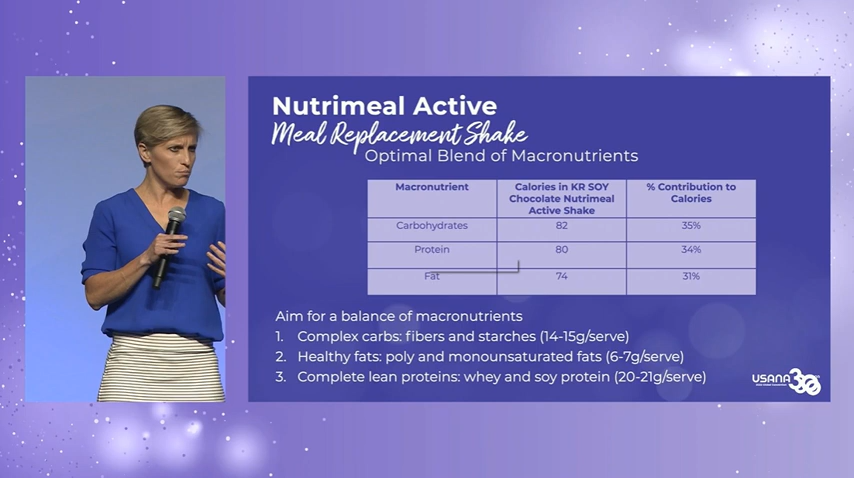 Nutrimeal Active
Meal Replacement Shake
Optimal Blend of Macronutrients
Macronutrient
Calories in KR SOY
Chocolate Nutrimeal
Active Shake
% Contribution to
Calories
Carbohydrates 82 35%
Protein 80 34%
Fat 74 31%
Aim for a balance of macronutrients
1. Complex carbs: fibers and starches (14-15g/serve)
2. Healthy fats: poly and monounsaturated fats (6-7g/serve)
3. Complete lean proteins: whey and soy protein (20-21g/serve)
USANA 30